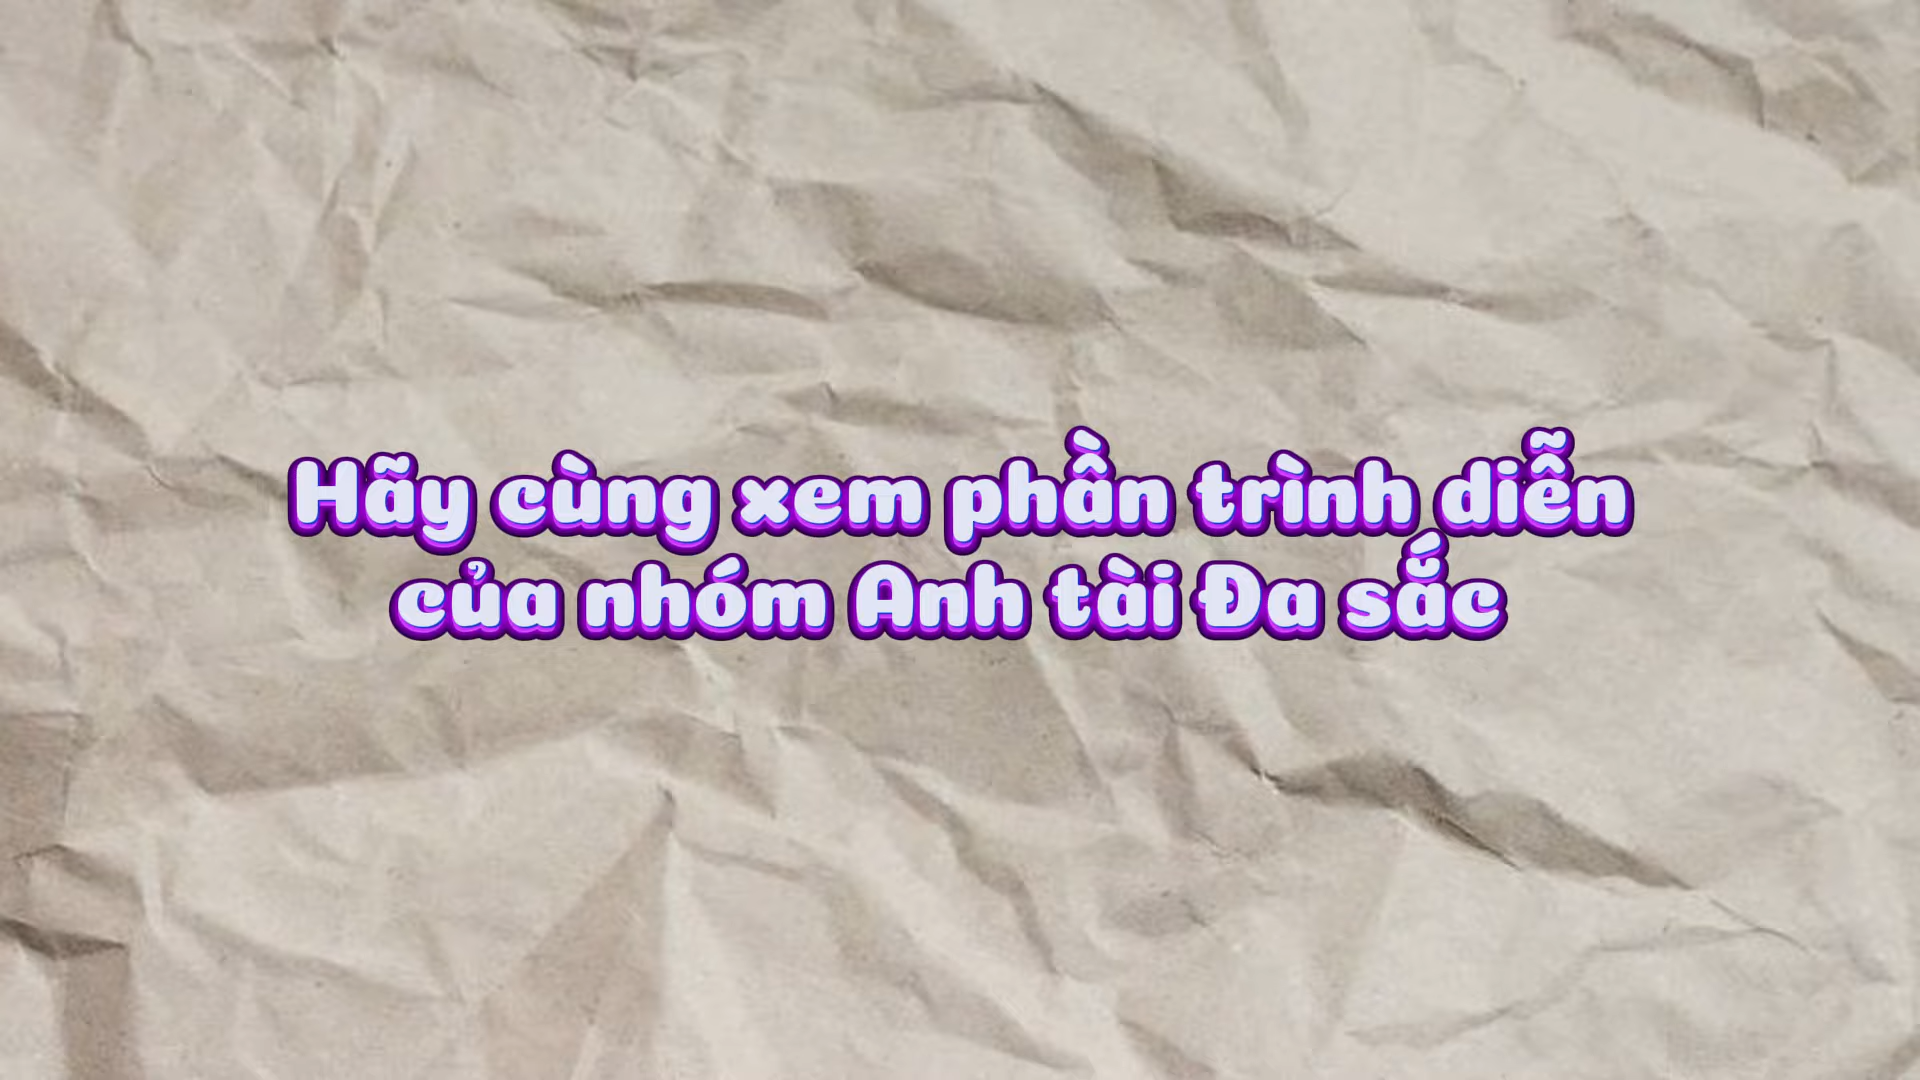 Hãy cùng xem phần trình diễn
của nhóm Anh tài Đa sắc